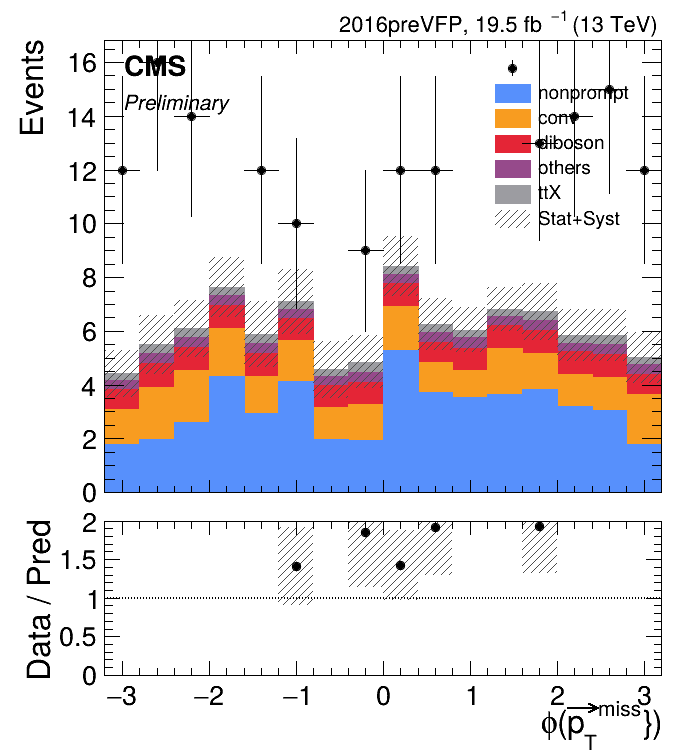 2016preVFP, 19.5 fb⁻¹ (13 TeV)
Events
CMS
Preliminary
nonprompt
conv
diboson
others
ttX
Stat+Syst
16
14
12
10
8
6
4
2
0
Data / Pred
2
1.5
1
0.5
0
−3 −2 −1 0 1 2 3
ϕ(p_T^miss})